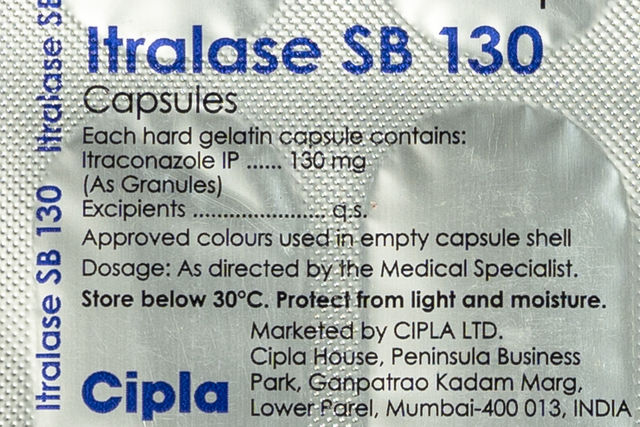 Itralase SB 130
Capsules
Each hard gelatin capsule contains:
Itraconazole IP ...... 130 mg
(As Granules)
Excipients ...................... q.s.
Approved colours used in empty capsule shell
Dosage: As directed by the Medical Specialist.
Store below 30°C. Protect from light and moisture.
Marketed by CIPLA LTD.
Cipla House, Peninsula Business
Park, Ganpatrao Kadam Marg,
Lower Parel, Mumbai-400 013, INDIA
Cipla
Itralase SB 130
Itralase SB